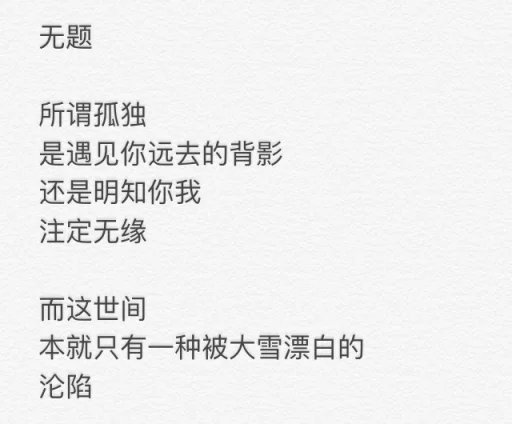 无题
所谓孤独
是遇见你远去的背影
还是明知你我
注定无缘
而这世间
本就只有一种被大雪漂白的
沦陷